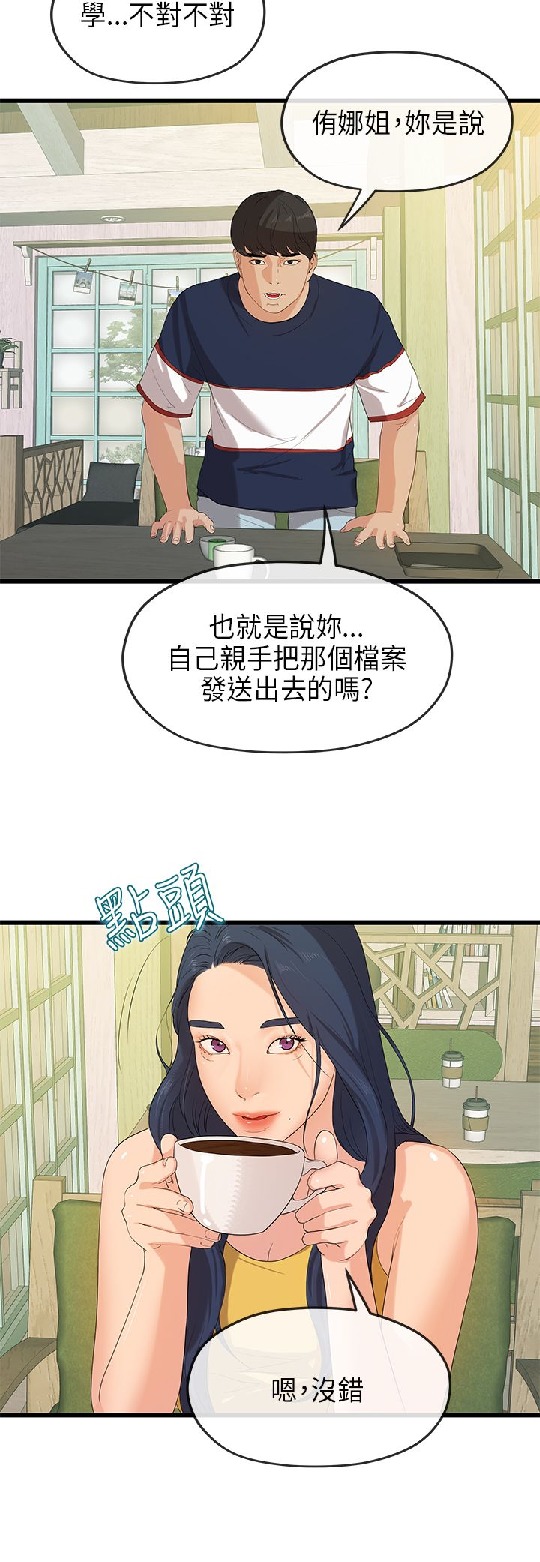 學...不對不對
侑娜姐，妳是說
也就是說妳...
自己親手把那個檔案
發送出去的嗎?
點頭
嗯，沒錯